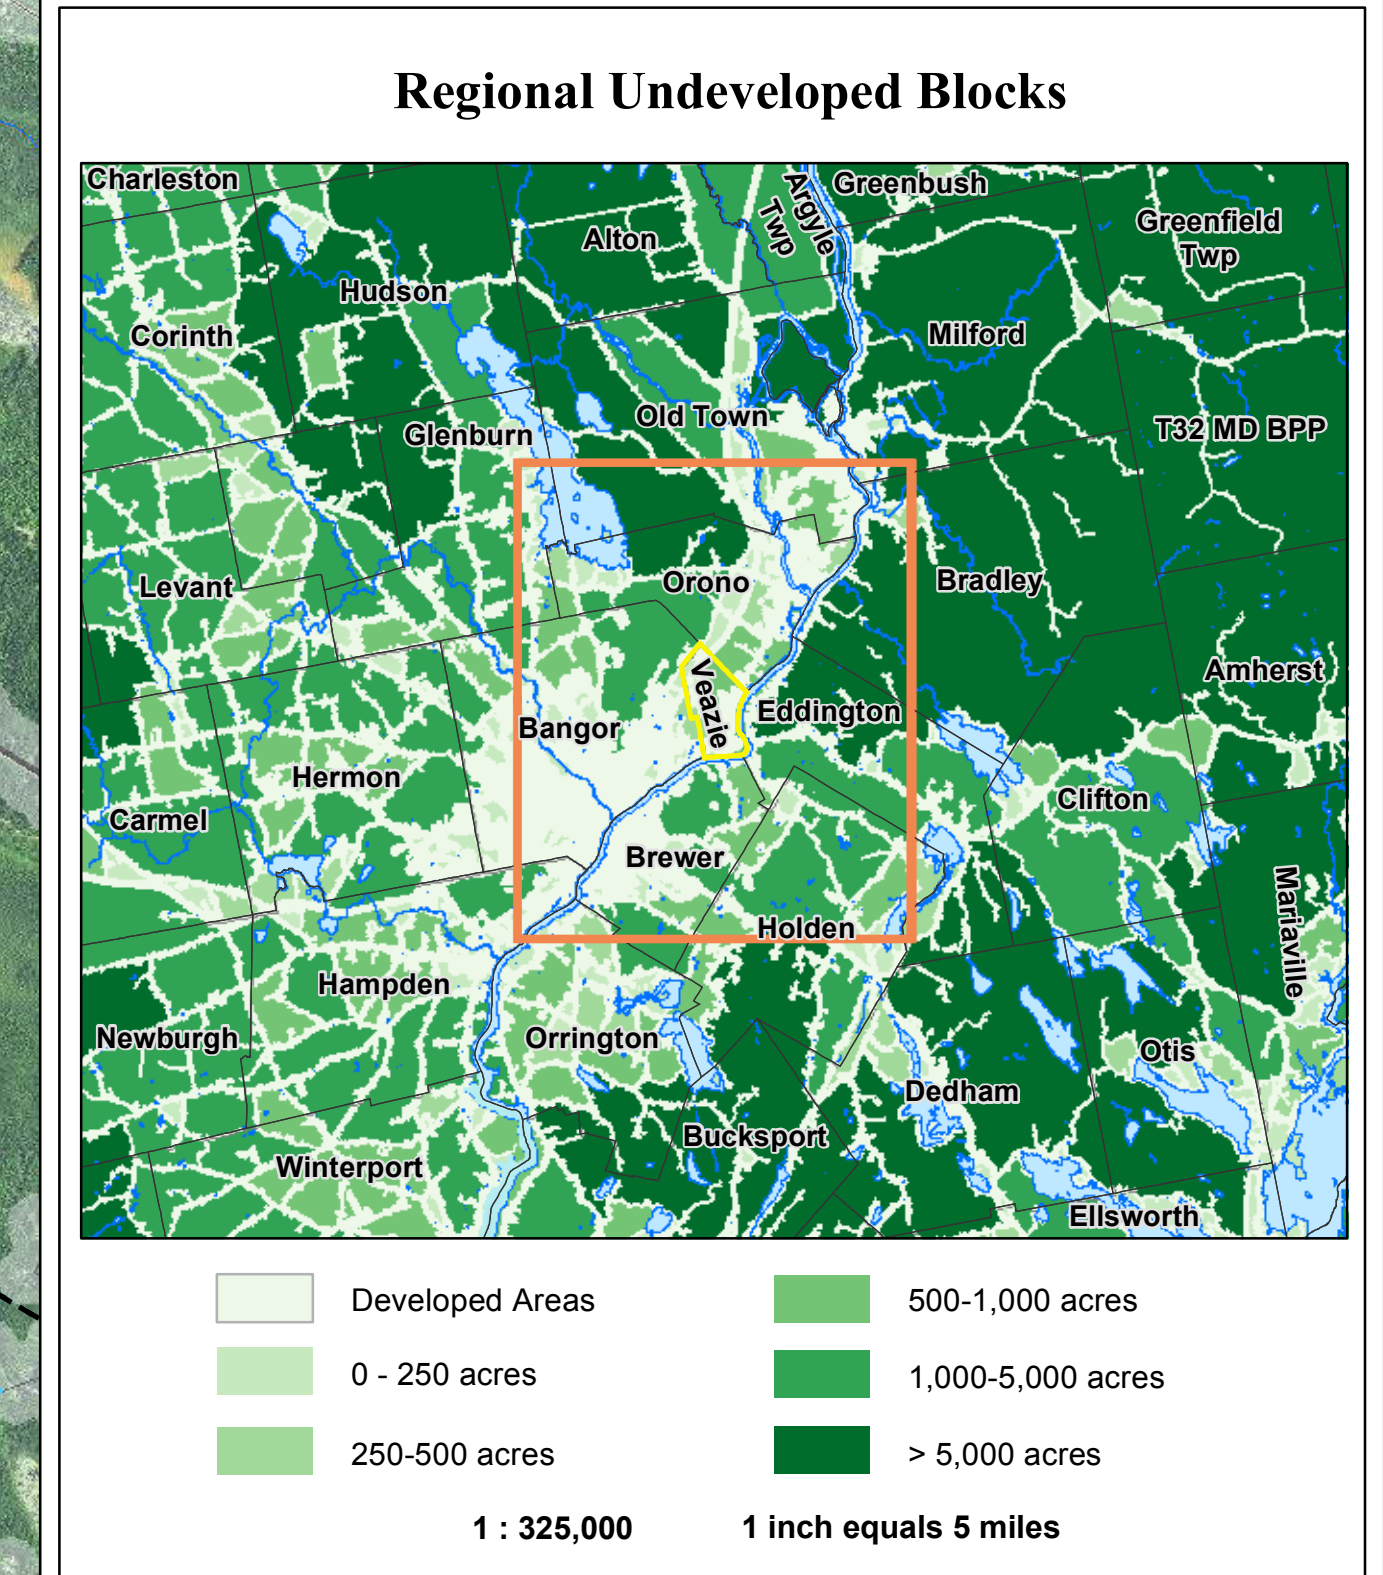 Regional Undeveloped Blocks
Charleston
Greenbush
Argyle
Twp
Greenfield
Twp
Alton
Hudson
Corinth
Milford
Old Town
T32 MD BPP
Glenburn
Orono
Bradley
Levant
Amherst
Veazie
Eddington
Bangor
Hermon
Clifton
Carmel
Brewer
Mariaville
Holden
Hampden
Newburgh
Orrington
Otis
Dedham
Bucksport
Winterport
Ellsworth
Developed Areas
500-1,000 acres
0 - 250 acres
1,000-5,000 acres
250-500 acres
> 5,000 acres
1 : 325,000
1 inch equals 5 miles